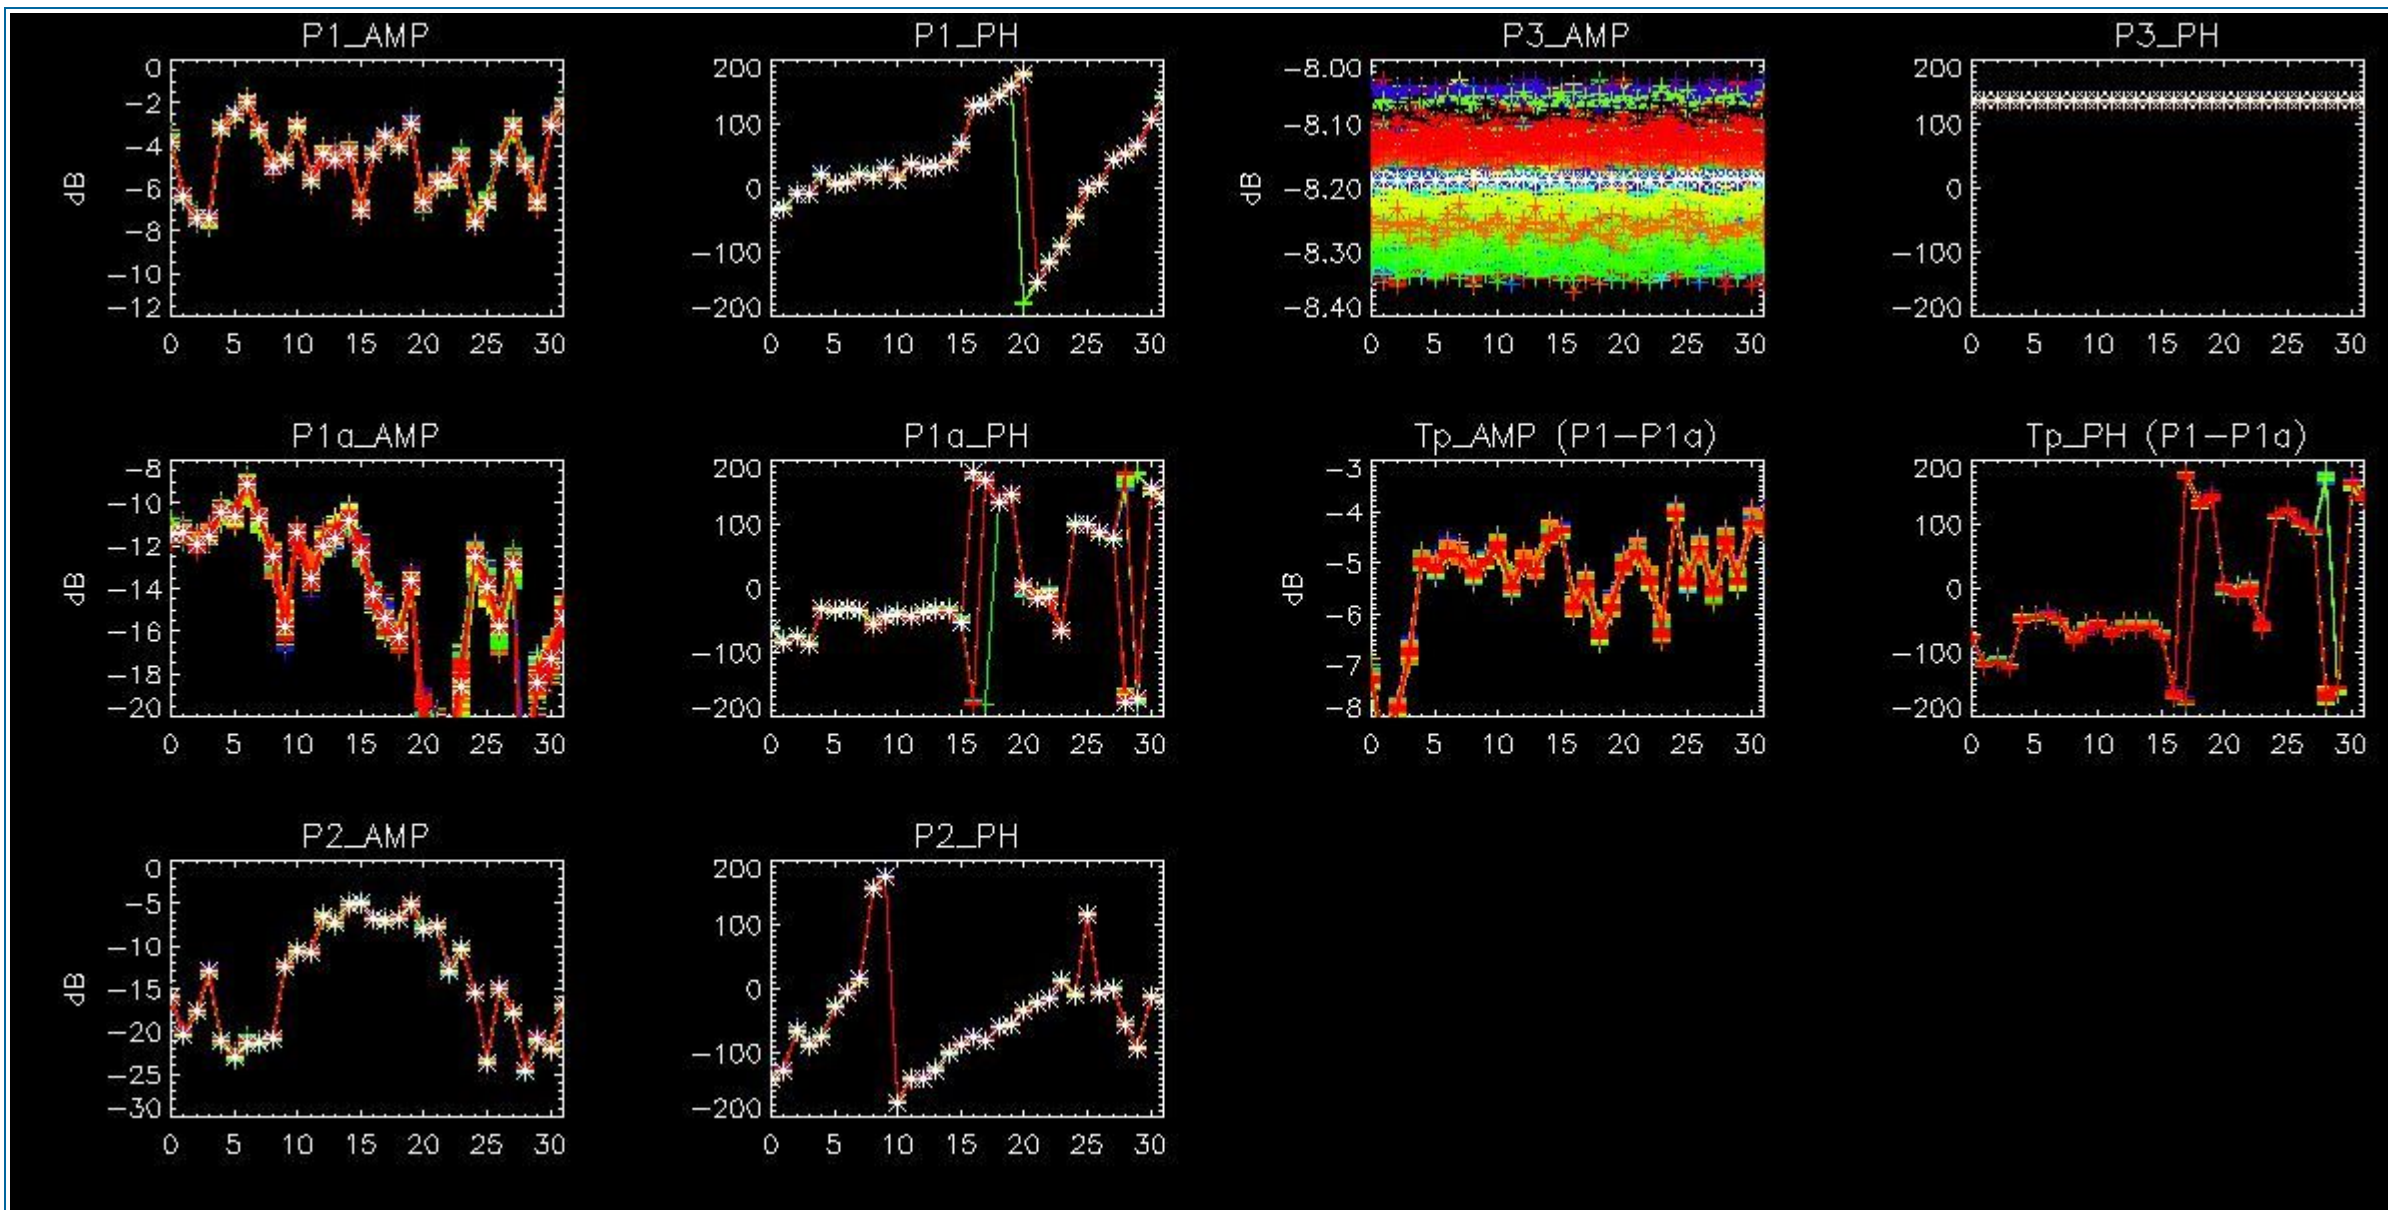 P1_AMP
0
−2
−4
−6
−8
−10
−12
dB
0 5 10 15 20 25 30
P1_PH
200
100
0
−100
−200
0 5 10 15 20 25 30
P3_AMP
−8.00
−8.10
−8.20
−8.30
−8.40
dB
0 5 10 15 20 25 30
P3_PH
200
100
0
−100
−200
0 5 10 15 20 25 30
P1a_AMP
−8
−10
−12
−14
−16
−18
−20
dB
0 5 10 15 20 25 30
P1a_PH
200
100
0
−100
−200
0 5 10 15 20 25 30
Tp_AMP (P1−P1a)
−3
−4
−5
−6
−7
−8
dB
0 5 10 15 20 25 30
Tp_PH (P1−P1a)
200
100
0
−100
−200
0 5 10 15 20 25 30
P2_AMP
0
−5
−10
−15
−20
−25
−30
dB
0 5 10 15 20 25 30
P2_PH
200
100
0
−100
−200
0 5 10 15 20 25 30